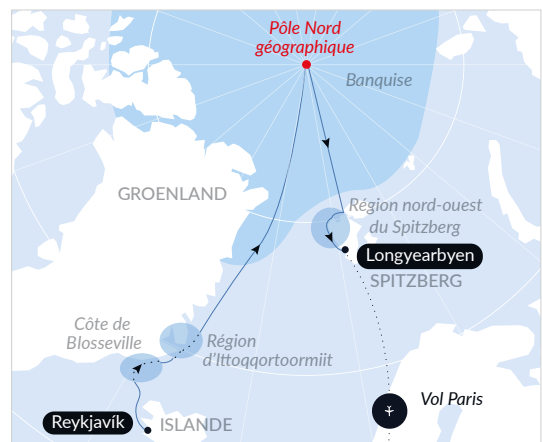 Pôle Nord
géographique
Banquise
GROENLAND
Région nord-ouest
du Spitzberg
Longyearbyen
SPITZBERG
Côte de
Blosseville
Région
d'Ittoqqortoormiit
Vol Paris
Reykjavík
ISLANDE